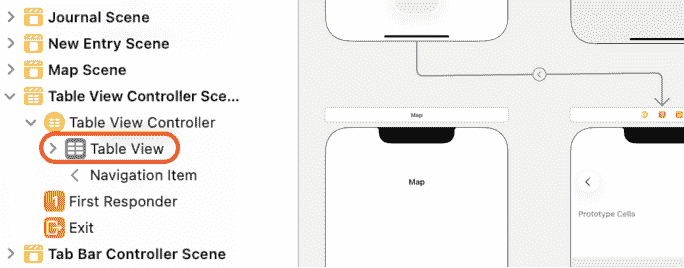 Journal Scene
New Entry Scene
Map Scene
Table View Controller Sce...
Table View Controller
Table View
Navigation Item
First Responder
Exit
Tab Bar Controller Scene
Map
Map
Prototype Cells